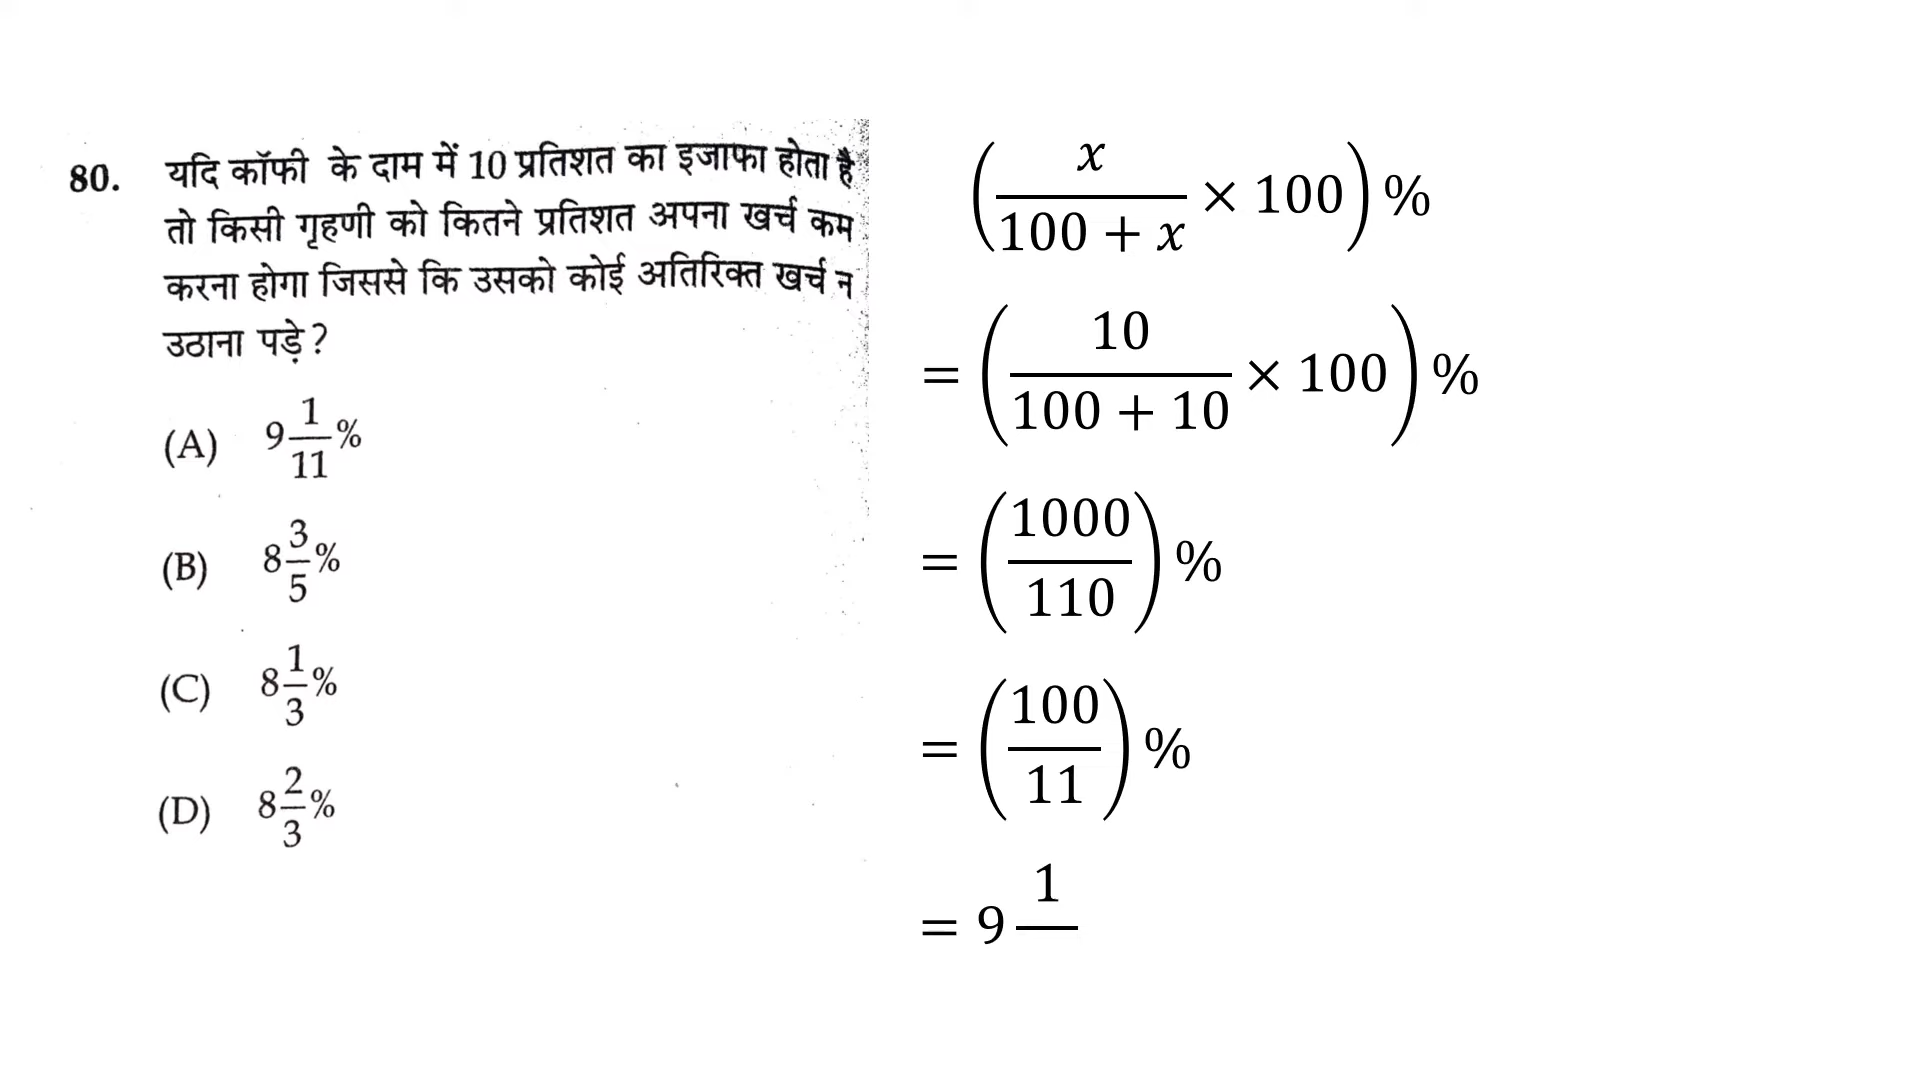 80. यदि कॉफी के दाम में 10 प्रतिशत का इजाफा होता है
तो किसी गृहणी को कितने प्रतिशत अपना खर्च कम
करना होगा जिससे कि उसको कोई अतिरिक्त खर्च न
उठाना पड़े ?
(A) 9 1/11 %
(B) 8 3/5 %
(C) 8 1/3 %
(D) 8 2/3 %
(x/(100 + x) × 100) %
= (10/(100 + 10) × 100) %
= (1000/110) %
= (100/11) %
= 9 1/